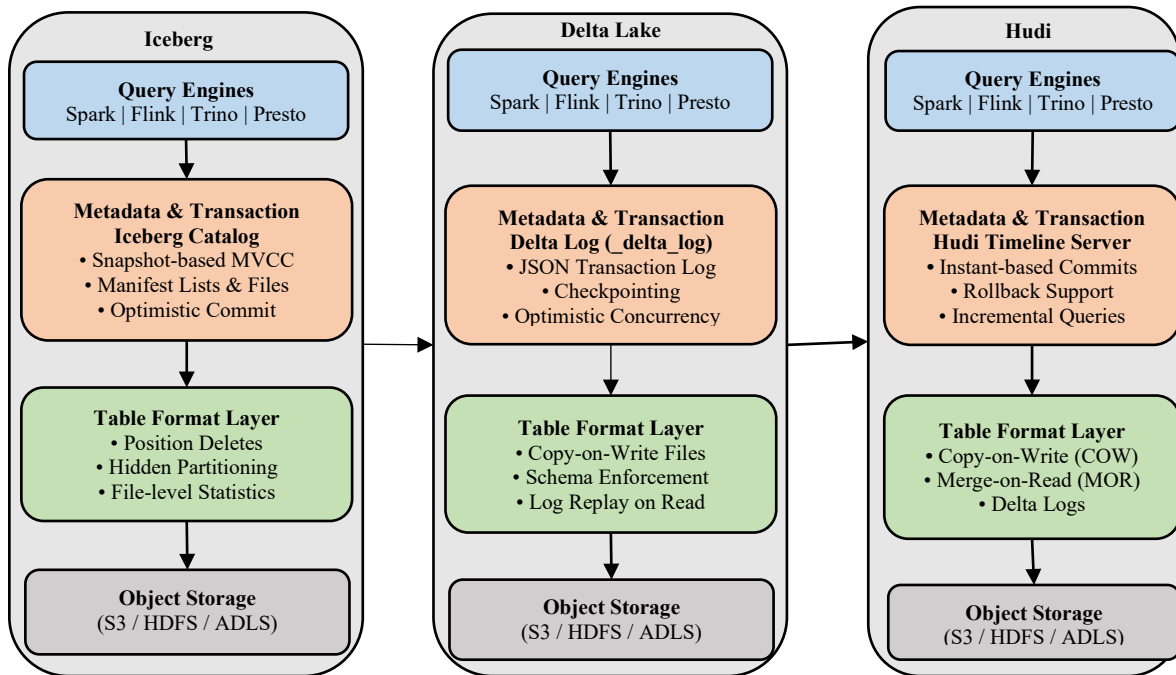 Iceberg
Query Engines
Spark | Flink | Trino | Presto
Metadata & Transaction
Iceberg Catalog
• Snapshot-based MVCC
• Manifest Lists & Files
• Optimistic Commit
Table Format Layer
• Position Deletes
• Hidden Partitioning
• File-level Statistics
Object Storage
(S3 / HDFS / ADLS)
Delta Lake
Query Engines
Spark | Flink | Trino | Presto
Metadata & Transaction
Delta Log (_delta_log)
• JSON Transaction Log
• Checkpointing
• Optimistic Concurrency
Table Format Layer
• Copy-on-Write Files
• Schema Enforcement
• Log Replay on Read
Object Storage
(S3 / HDFS / ADLS)
Hudi
Query Engines
Spark | Flink | Trino | Presto
Metadata & Transaction
Hudi Timeline Server
• Instant-based Commits
• Rollback Support
• Incremental Queries
Table Format Layer
• Copy-on-Write (COW)
• Merge-on-Read (MOR)
• Delta Logs
Object Storage
(S3 / HDFS / ADLS)